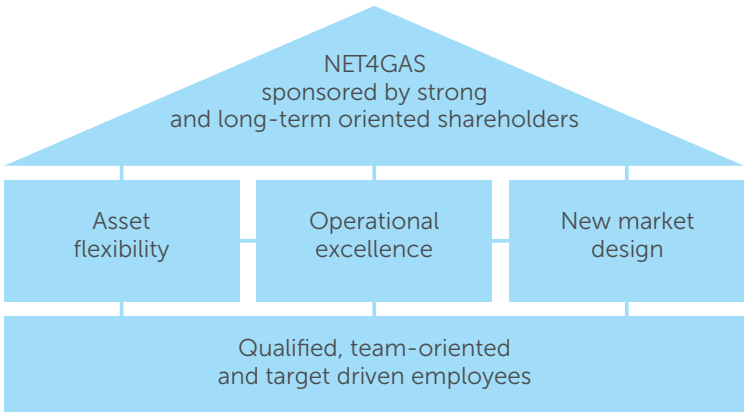 NET4GAS
sponsored by strong
and long-term oriented shareholders
Asset
flexibility
Operational
excellence
New market
design
Qualified, team-oriented
and target driven employees